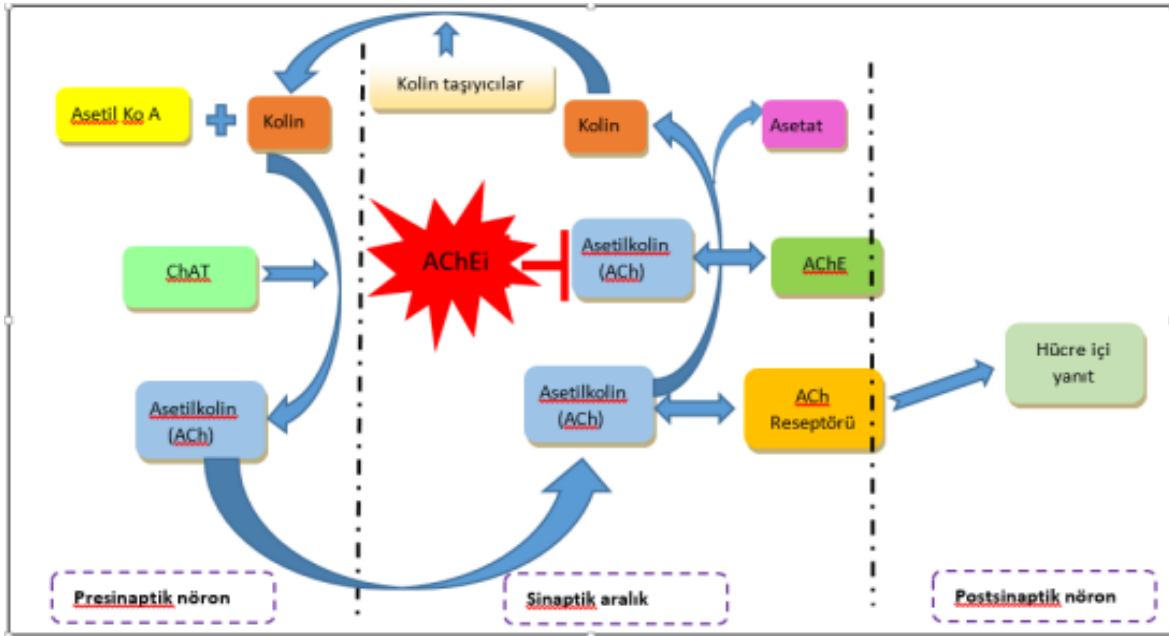 Kolin taşıyıcılar
Asetil Ko A
Kolin
Kolin
Asetat
AChEi
Asetilkolin
(ACh)
AChE
ChAT
Asetilkolin
(ACh)
Asetilkolin
(ACh)
ACh
Reseptörü
Hücre içi
yanıt
Presinaptik nöron
Sinaptik aralık
Postsinaptik nöron